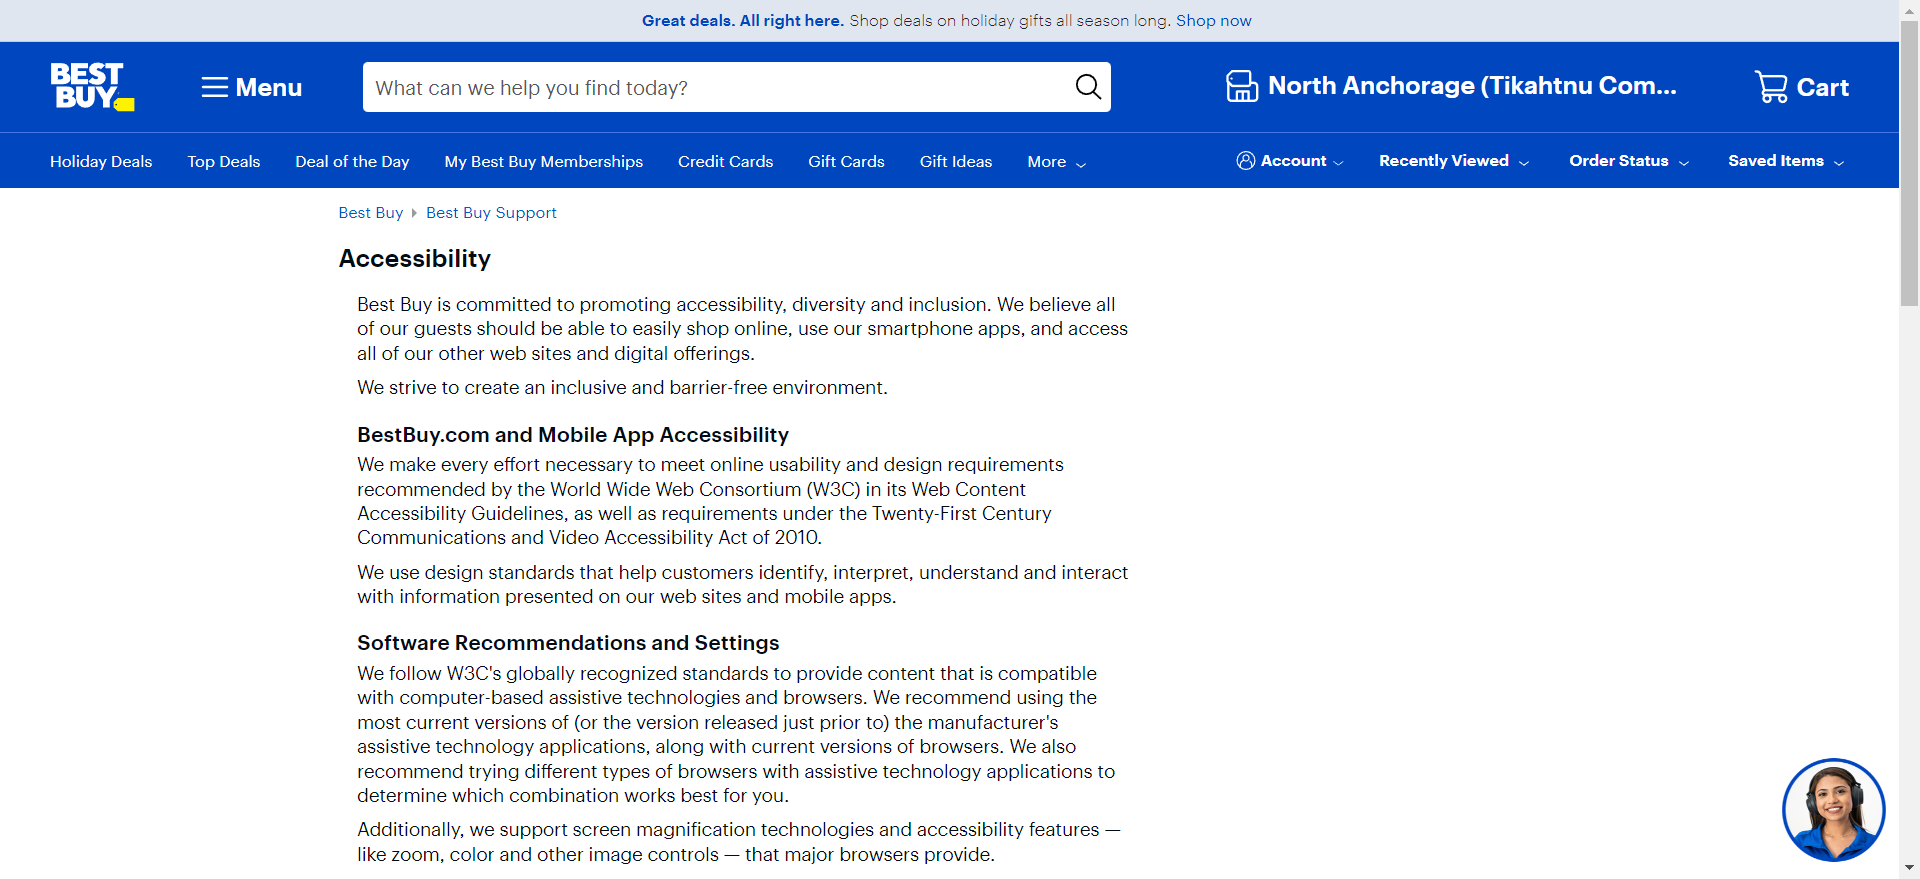 Great deals. All right here. Shop deals on holiday gifts all season long. Shop now
BEST BUY
Menu
What can we help you find today?
North Anchorage (Tikahtnu Com...
Cart
Holiday Deals
Top Deals
Deal of the Day
My Best Buy Memberships
Credit Cards
Gift Cards
Gift Ideas
More
Account
Recently Viewed
Order Status
Saved Items
Best Buy
Best Buy Support
Accessibility
Best Buy is committed to promoting accessibility, diversity and inclusion. We believe all
of our guests should be able to easily shop online, use our smartphone apps, and access
all of our other web sites and digital offerings.
We strive to create an inclusive and barrier-free environment.
BestBuy.com and Mobile App Accessibility
We make every effort necessary to meet online usability and design requirements
recommended by the World Wide Web Consortium (W3C) in its Web Content
Accessibility Guidelines, as well as requirements under the Twenty-First Century
Communications and Video Accessibility Act of 2010.
We use design standards that help customers identify, interpret, understand and interact
with information presented on our web sites and mobile apps.
Software Recommendations and Settings
We follow W3C's globally recognized standards to provide content that is compatible
with computer-based assistive technologies and browsers. We recommend using the
most current versions of (or the version released just prior to) the manufacturer's
assistive technology applications, along with current versions of browsers. We also
recommend trying different types of browsers with assistive technology applications to
determine which combination works best for you.
Additionally, we support screen magnification technologies and accessibility features —
like zoom, color and other image controls — that major browsers provide.